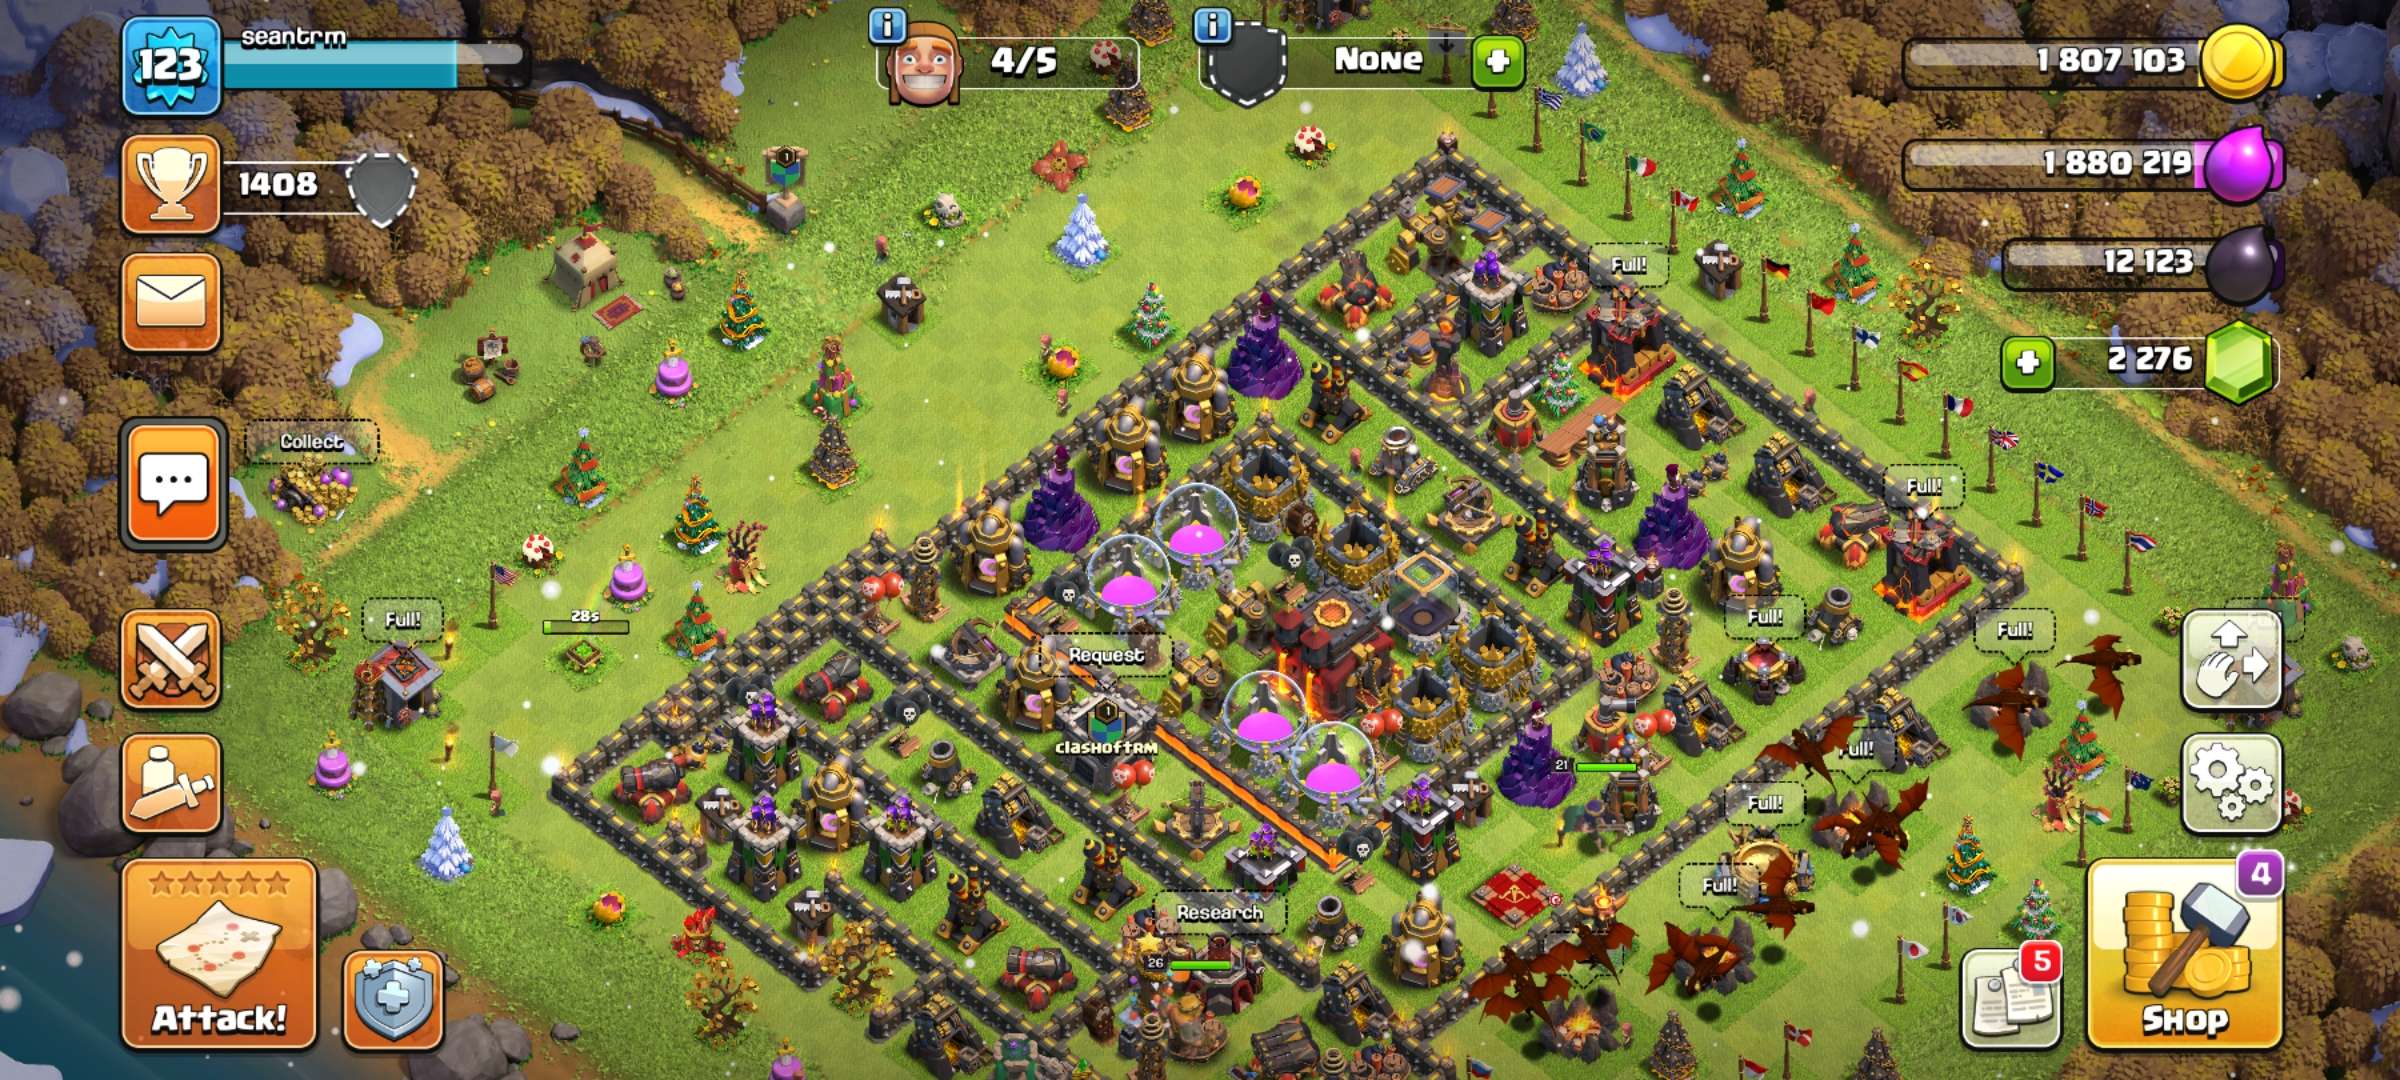 123
seantrm
4/5
None
1 807 103
1408
1 880 219
12 123
2 276
Collect
Full!
Full!
Full!
28s
Full!
Full!
Request
clashoftrm
21
Full!
Full!
Research
26
Attack!
4
5
Shop